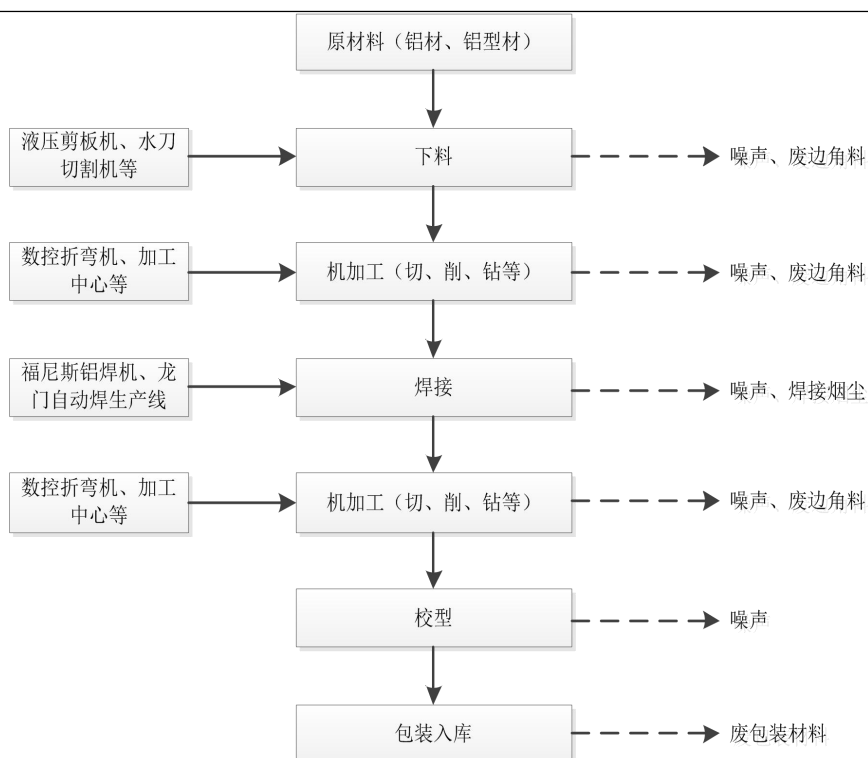 原材料（铝材、铝型材）
液压剪板机、水刀
切割机等
下料
噪声、废边角料
数控折弯机、加工
中心等
机加工（切、削、钻等）
噪声、废边角料
福尼斯铝焊机、龙
门自动焊生产线
焊接
噪声、焊接烟尘
数控折弯机、加工
中心等
机加工（切、削、钻等）
噪声、废边角料
校型
噪声
包装入库
废包装材料